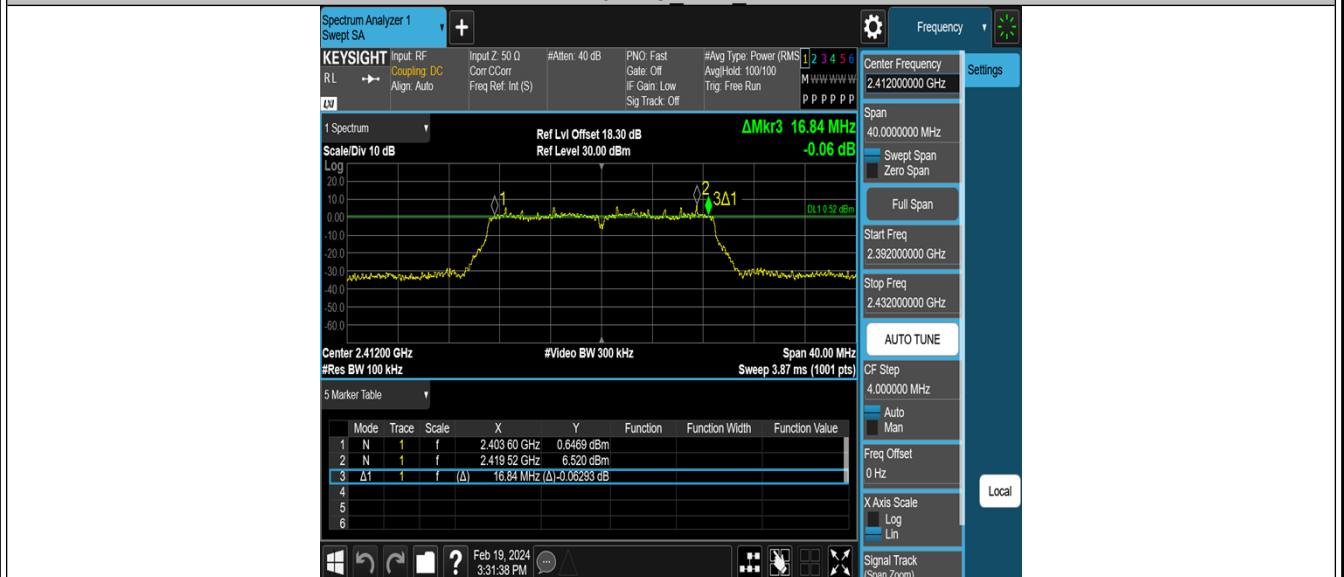 Spectrum Analyzer 1
Swept SA
+
Frequency
KEYSIGHT
RL
LXI
Input: RF
Coupling: DC
Align: Auto
Input Z: 50 Ω
Corr CCorr
Freq Ref: Int (S)
#Atten: 40 dB
PNO: Fast
Gate: Off
IF Gain: Low
Sig Track: Off
#Avg Type: Power (RMS
Avg|Hold: 100/100
Trig: Free Run
1 2 3 4 5 6
M W W W W W
P P P P P P
1 Spectrum
Scale/Div 10 dB
Log
Ref Lvl Offset 18.30 dB
Ref Level 30.00 dBm
ΔMkr3 16.84 MHz
-0.06 dB
20.0
10.0
0.00
-10.0
-20.0
-30.0
-40.0
-50.0
-60.0
1
2
3Δ1
DL1 0.52 dBm
Center 2.41200 GHz
#Res BW 100 kHz
#Video BW 300 kHz
Span 40.00 MHz
Sweep 3.87 ms (1001 pts)
5 Marker Table
Mode Trace Scale X Y Function Function Width Function Value
1 N 1 f 2.403 60 GHz 0.6469 dBm
2 N 1 f 2.419 52 GHz 6.520 dBm
3 Δ1 1 f (Δ) 16.84 MHz (Δ) -0.06293 dB
4
5
6
?
Feb 19, 2024
3:31:38 PM
Center Frequency
2.412000000 GHz
Span
40.0000000 MHz
Swept Span
Zero Span
Full Span
Start Freq
2.392000000 GHz
Stop Freq
2.432000000 GHz
AUTO TUNE
CF Step
4.000000 MHz
Auto
Man
Freq Offset
0 Hz
X Axis Scale
Log
Lin
Signal Track
(Span Zoom)
Settings
Local